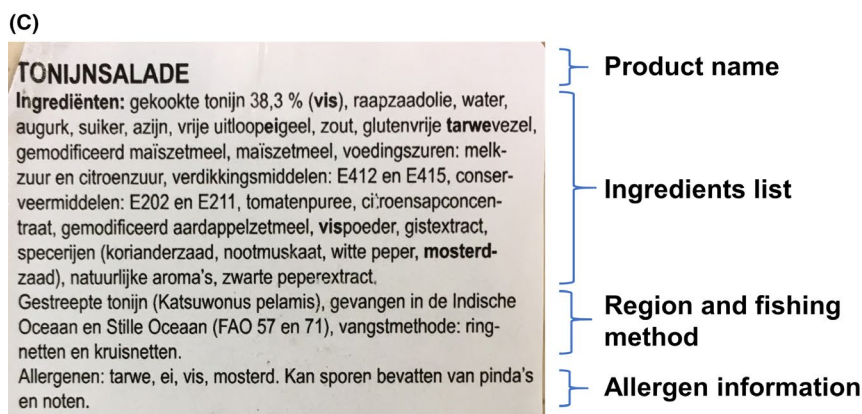 (C)
TONIJNSALADE
Ingrediënten: gekookte tonijn 38,3 % (vis), raapzaadolie, water,
augurk, suiker, azijn, vrije uitloopeigeel, zout, glutenvrije tarwevezel,
gemodificeerd maïszetmeel, maïszetmeel, voedingszuren: melk-
zuur en citroenzuur, verdikkingsmiddelen: E412 en E415, conser-
veermiddelen: E202 en E211, tomatenpuree, citroensapconcen-
traat, gemodificeerd aardappelzetmeel, vispoeder, gistextract,
specerijen (korianderzaad, nootmuskaat, witte peper, mosterd-
zaad), natuurlijke aroma's, zwarte peperextract.
Gestreepte tonijn (Katsuwonus pelamis), gevangen in de Indische
Oceaan en Stille Oceaan (FAO 57 en 71), vangstmethode: ring-
netten en kruisnetten.
Allergenen: tarwe, ei, vis, mosterd. Kan sporen bevatten van pinda's
en noten.
Product name
Ingredients list
Region and fishing
method
Allergen information